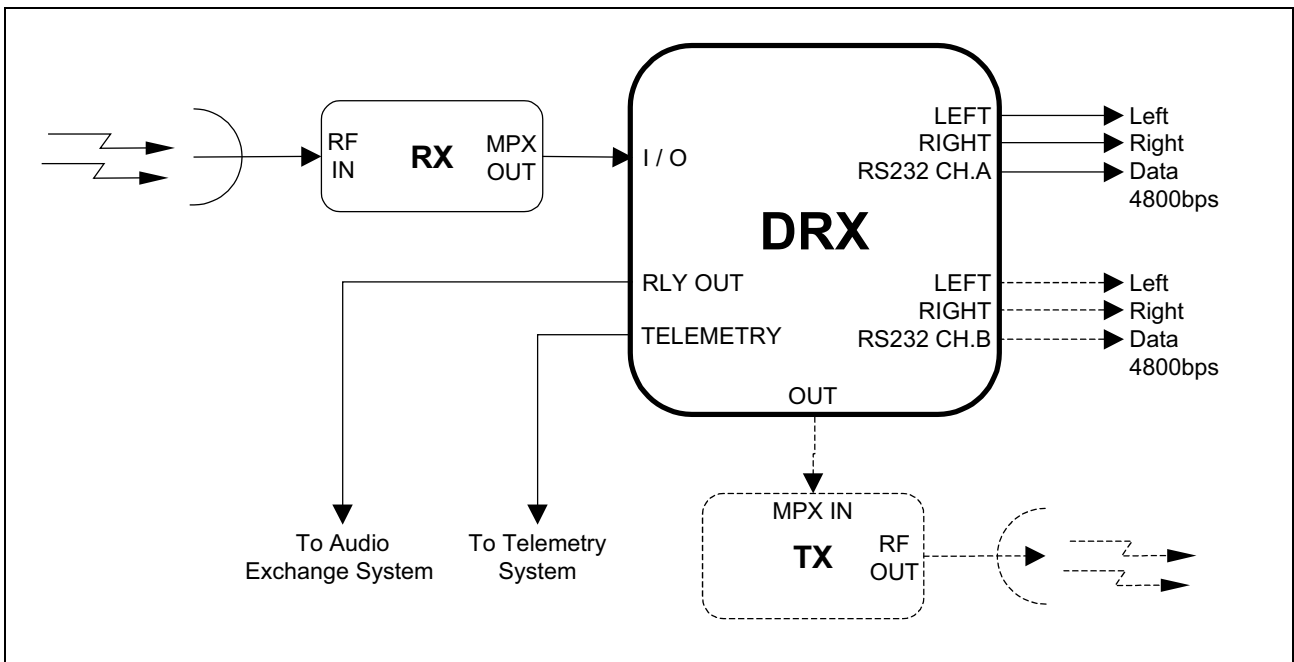 RF
IN
RX
MPX
OUT
I / O
DRX
LEFT
RIGHT
RS232 CH.A
Left
Right
Data
4800bps
RLY OUT
TELEMETRY
LEFT
RIGHT
RS232 CH.B
Left
Right
Data
4800bps
OUT
To Audio
Exchange System
To Telemetry
System
MPX IN
TX
RF
OUT